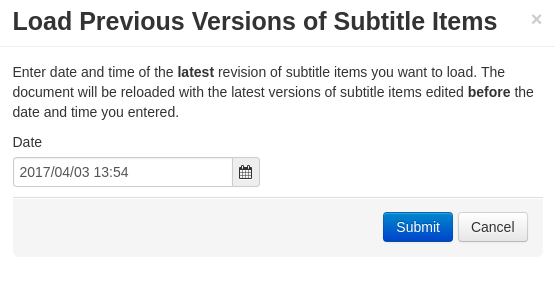 Load Previous Versions of Subtitle Items ×
Enter date and time of the latest revision of subtitle items you want to load. The
document will be reloaded with the latest versions of subtitle items edited before the
date and time you entered.
Date
2017/04/03 13:54
Submit Cancel